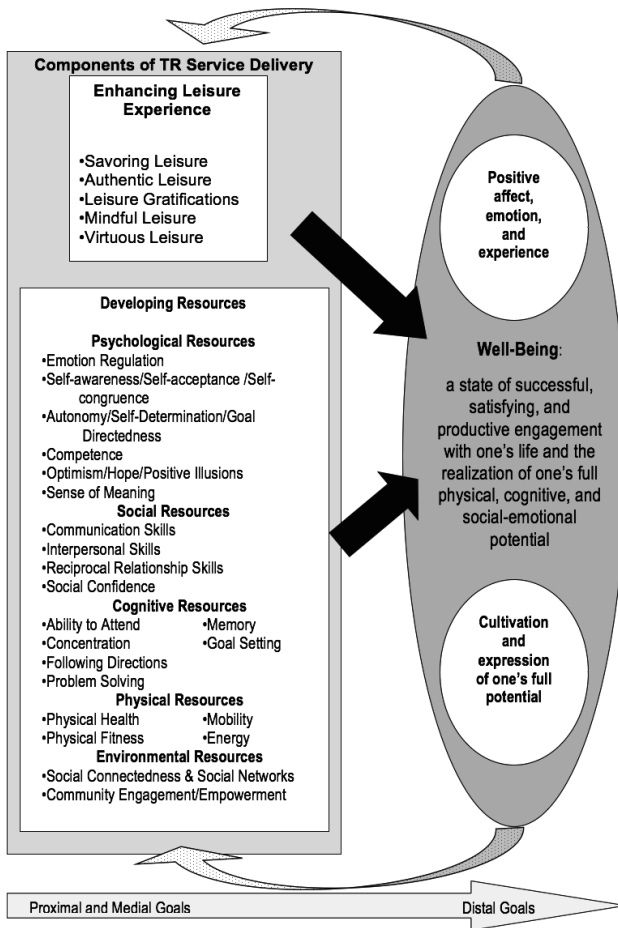 Components of TR Service Delivery
Enhancing Leisure
Experience
•Savoring Leisure
•Authentic Leisure
•Leisure Gratifications
•Mindful Leisure
•Virtuous Leisure
Developing Resources
Psychological Resources
•Emotion Regulation
•Self-awareness/Self-acceptance /Self-
congruence
•Autonomy/Self-Determination/Goal
Directedness
•Competence
•Optimism/Hope/Positive Illusions
•Sense of Meaning
Social Resources
•Communication Skills
•Interpersonal Skills
•Reciprocal Relationship Skills
•Social Confidence
Cognitive Resources
•Ability to Attend •Memory
•Concentration •Goal Setting
•Following Directions
•Problem Solving
Physical Resources
•Physical Health •Mobility
•Physical Fitness •Energy
Environmental Resources
•Social Connectedness & Social Networks
•Community Engagement/Empowerment
Positive
affect,
emotion,
and
experience
Well-Being:
a state of successful,
satisfying, and
productive engagement
with one's life and the
realization of one's full
physical, cognitive, and
social-emotional
potential
Cultivation
and
expression
of one's full
potential
Proximal and Medial Goals Distal Goals